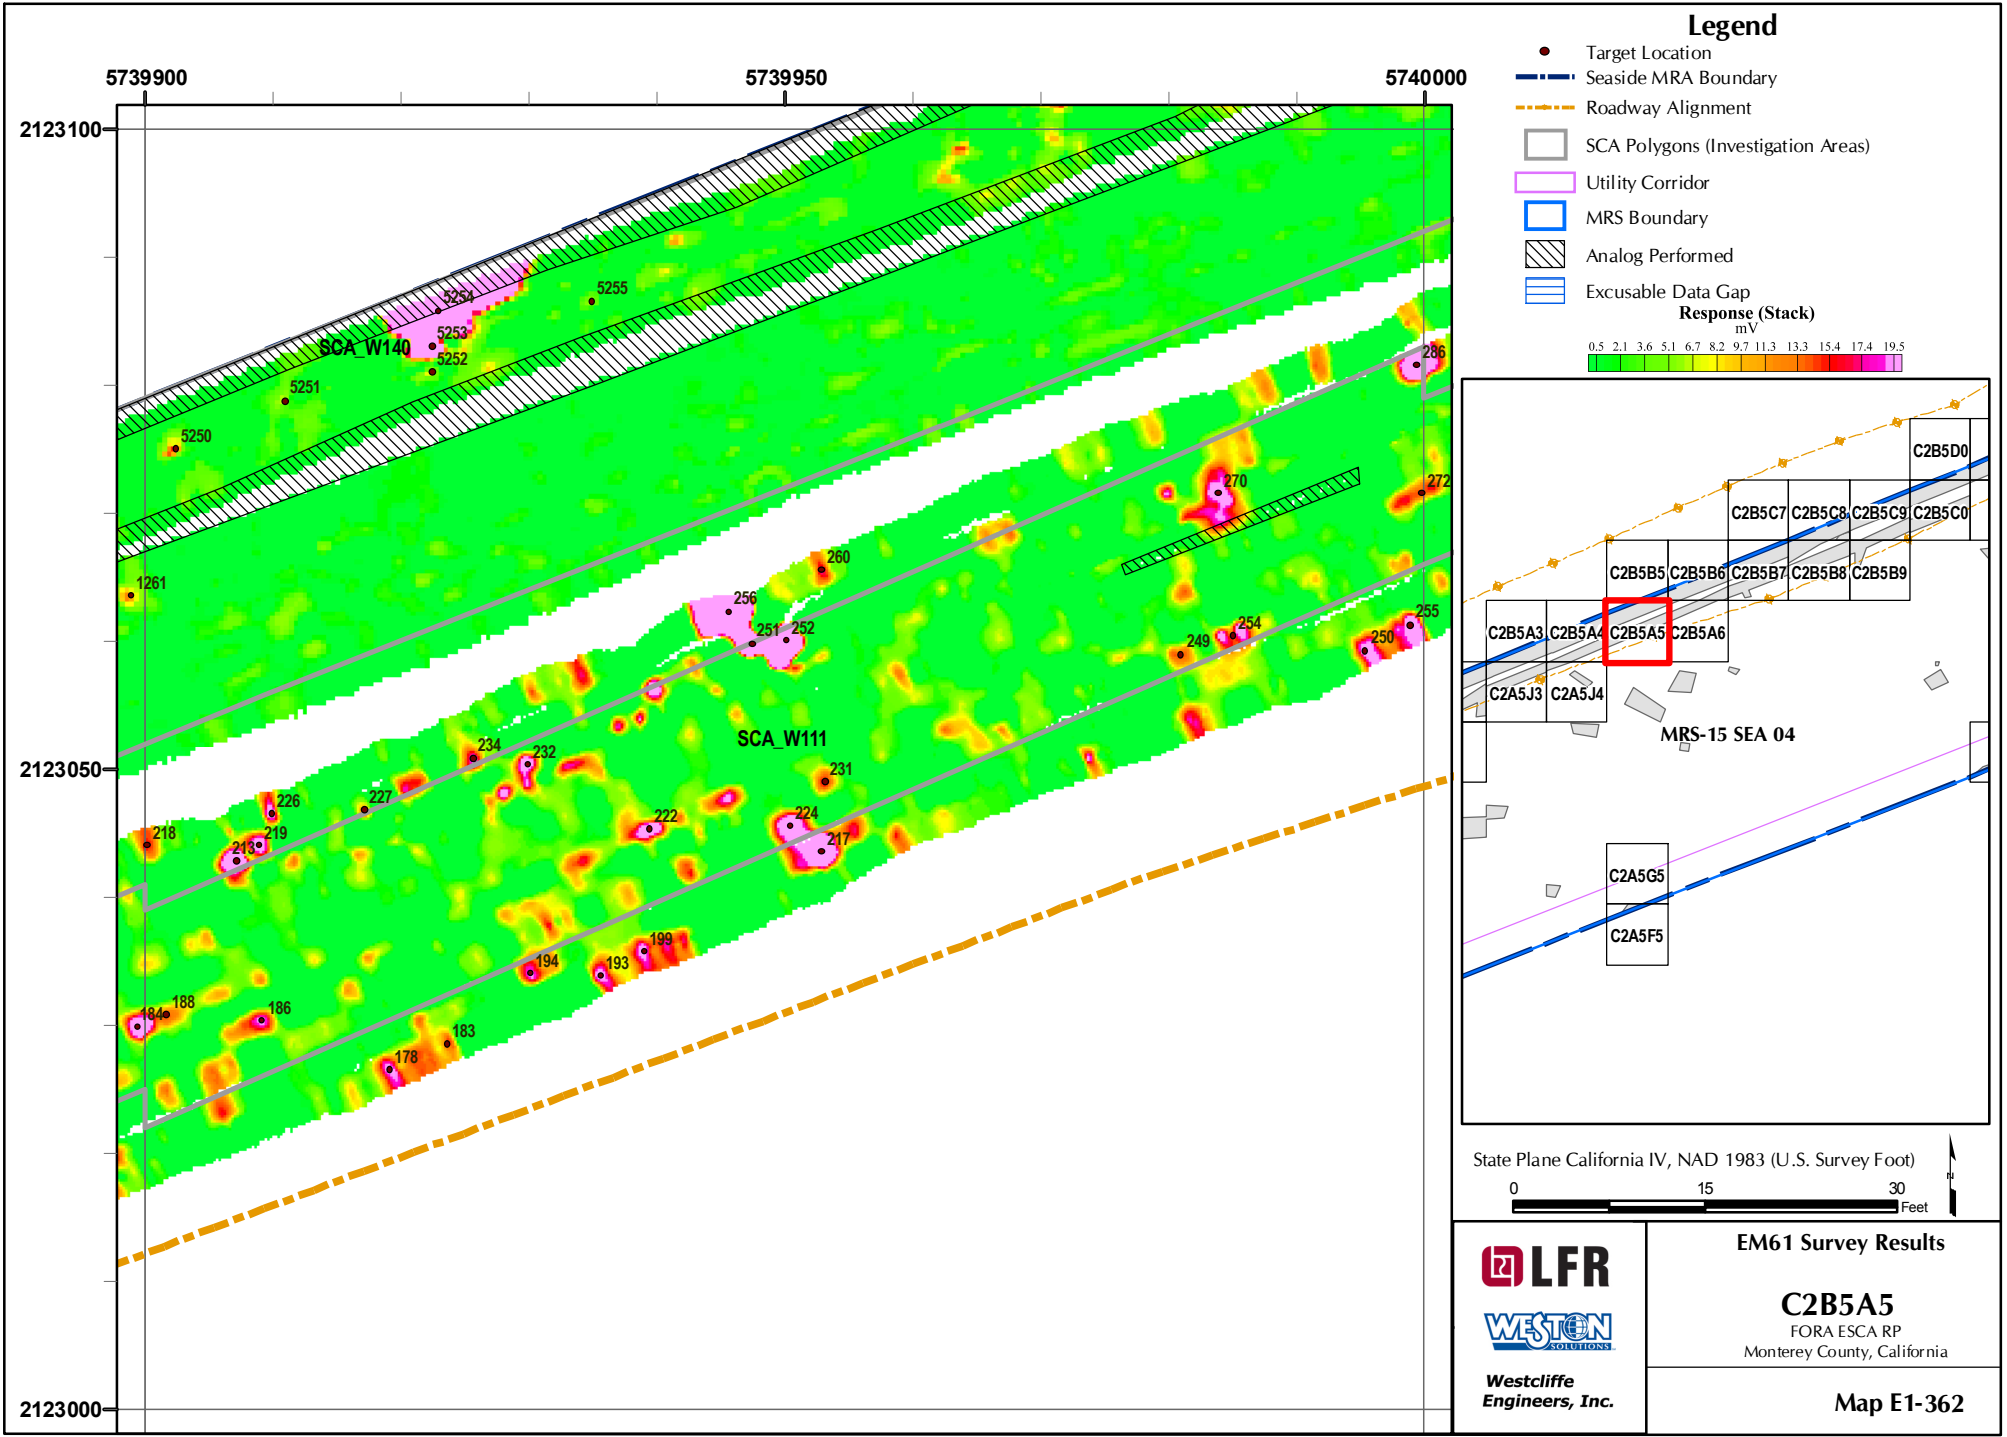 5739900
5739950
5740000
2123100
2123050
2123000
5254
5255
5253
SCA_W140
5252
5251
5250
286
270
272
260
1261
256
255
254
251
252
250
249
SCA_W111
234
232
231
226
227
224
222
218
219
217
213
199
194
193
188
186
184
183
178
Legend
Target Location
Seaside MRA Boundary
Roadway Alignment
SCA Polygons (Investigation Areas)
Utility Corridor
MRS Boundary
Analog Performed
Excusable Data Gap
Response (Stack)
mV
0.5 2.1 3.6 5.1 6.7 8.2 9.7 11.3 13.3 15.4 17.4 19.5
C2B5D0
C2B5C7 C2B5C8 C2B5C9 C2B5C0
C2B5B5 C2B5B6 C2B5B7 C2B5B8 C2B5B9
C2B5A3 C2B5A4 C2B5A5 C2B5A6
C2A5J3 C2A5J4
MRS-15 SEA 04
C2A5G5
C2A5F5
State Plane California IV, NAD 1983 (U.S. Survey Foot)
N
0 15 30
Feet
LFR
WESTON
SOLUTIONS
Westcliffe
Engineers, Inc.
EM61 Survey Results
C2B5A5
FORA ESCA RP
Monterey County, California
Map E1-362